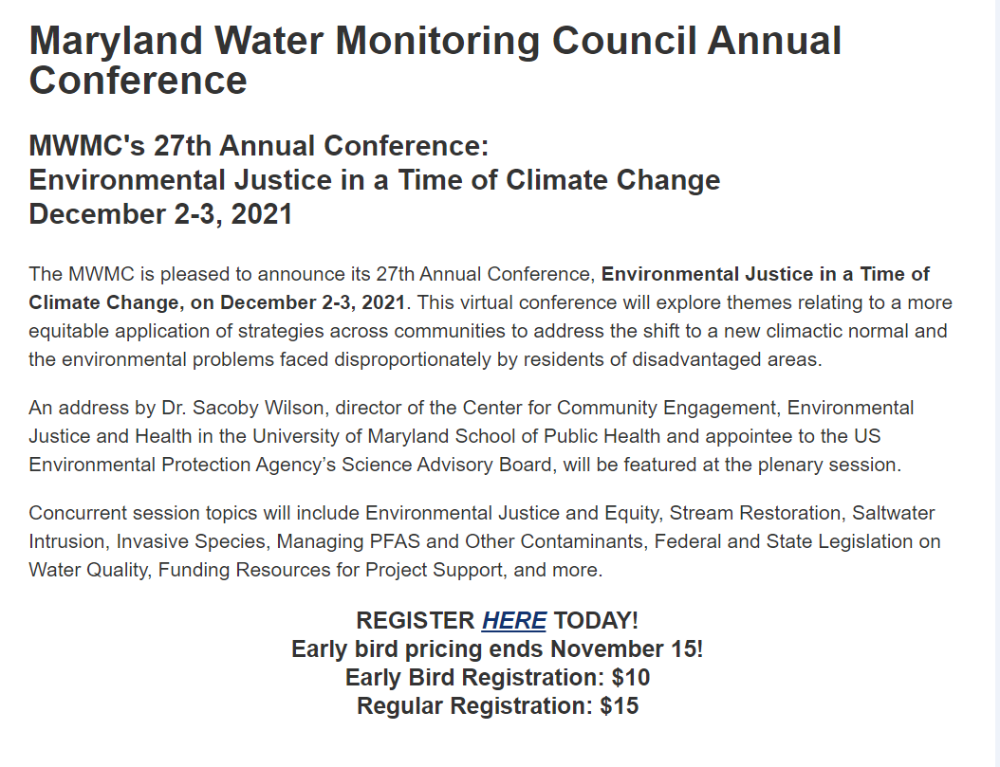 Maryland Water Monitoring Council Annual
Conference
MWMC's 27th Annual Conference:
Environmental Justice in a Time of Climate Change
December 2-3, 2021
The MWMC is pleased to announce its 27th Annual Conference, Environmental Justice in a Time of
Climate Change, on December 2-3, 2021. This virtual conference will explore themes relating to a more
equitable application of strategies across communities to address the shift to a new climactic normal and
the environmental problems faced disproportionately by residents of disadvantaged areas.
An address by Dr. Sacoby Wilson, director of the Center for Community Engagement, Environmental
Justice and Health in the University of Maryland School of Public Health and appointee to the US
Environmental Protection Agency’s Science Advisory Board, will be featured at the plenary session.
Concurrent session topics will include Environmental Justice and Equity, Stream Restoration, Saltwater
Intrusion, Invasive Species, Managing PFAS and Other Contaminants, Federal and State Legislation on
Water Quality, Funding Resources for Project Support, and more.
REGISTER HERE TODAY!
Early bird pricing ends November 15!
Early Bird Registration: $10
Regular Registration: $15